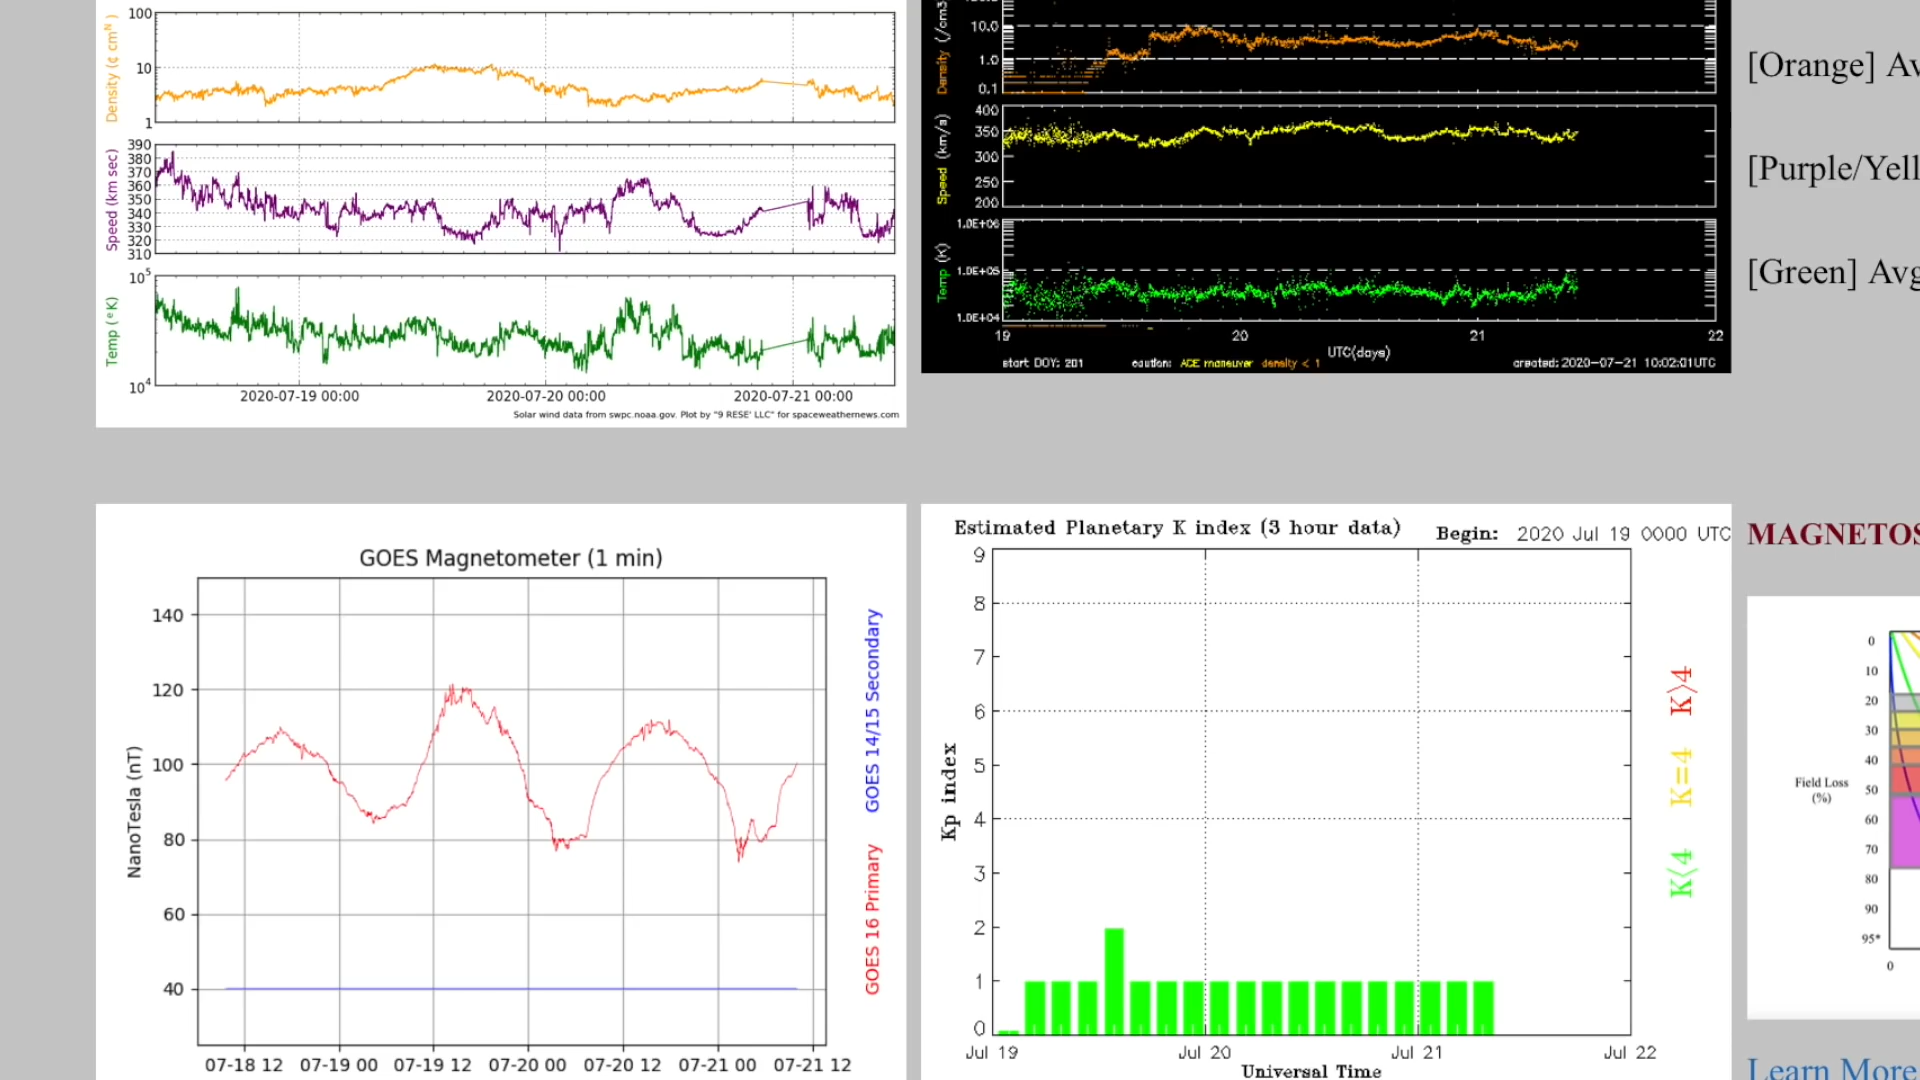 100
10
1
Density (¢ cmᴺ )
390
380
370
360
350
340
330
320
310
Speed (km sec)
10⁵
10⁴
Temp ( ᵉ K)
2020-07-19 00:00 2020-07-20 00:00 2020-07-21 00:00
Solar wind data from swpc.noaa.gov. Plot by "9 RESE' LLC" for spaceweathernews.com
10.0
1.0
0.1
Density (/cm3
400
350
300
250
200
Speed (km/s)
1.0E+06
1.0E+05
1.0E+04
Temp (K)
19 20 21 22
UTC(days)
start DOY: 201 caution: ACE maneuver density < 1 created: 2020-07-21 10:02:01UTC
[Orange] Av
[Purple/Yell
[Green] Avg
GOES Magnetometer (1 min)
140
120
100
80
60
40
NanoTesla (nT)
07-18 12 07-19 00 07-19 12 07-20 00 07-20 12 07-21 00 07-21 12
GOES 14/15 Secondary
GOES 16 Primary
Estimated Planetary K index (3 hour data) Begin: 2020 Jul 19 0000 UTC
9
8
7
6
5
4
3
2
1
0
Kp index
K>4
K=4
K<4
Jul 19 Jul 20 Jul 21 Jul 22
Universal Time
MAGNETOS
0
10
20
30
40
50
60
70
80
90
95*
Field Loss
(%)
0
Learn More